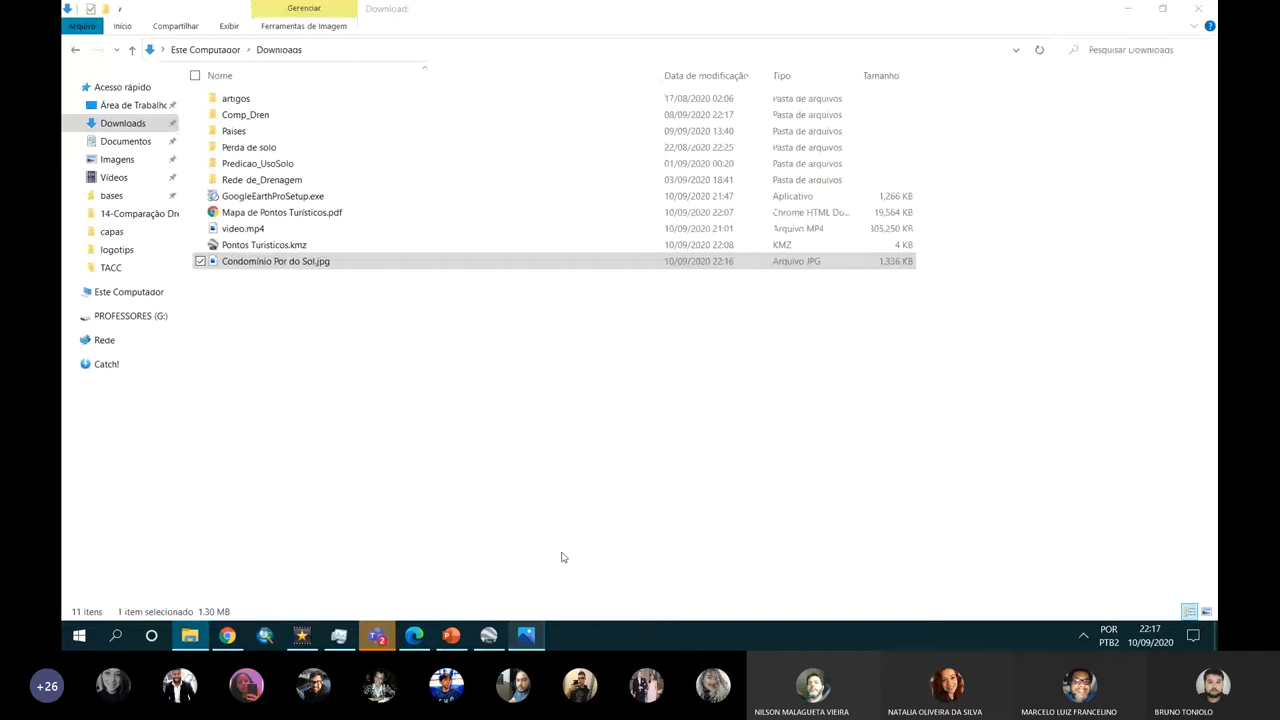 Gerenciar
Download:
Arquivo Início Compartilhar Exibir Ferramentas de Imagem
Este Computador Downloads
Pesquisar Downloads
Nome Data de modificação Tipo Tamanho
Acesso rápido
Área de Trabalho
Downloads
Documentos
Imagens
Vídeos
bases
14-Comparação Dre
capas
logotips
TACC
Este Computador
PROFESSORES (G:)
Rede
Catch!
artigos 17/08/2020 02:06 Pasta de arquivos
Comp_Dren 08/09/2020 22:17 Pasta de arquivos
Paises 09/09/2020 13:40 Pasta de arquivos
Perda de solo 22/08/2020 22:25 Pasta de arquivos
Predicao_UsoSolo 01/09/2020 00:20 Pasta de arquivos
Rede_de_Drenagem 03/09/2020 18:41 Pasta de arquivos
GoogleEarthProSetup.exe 10/09/2020 21:47 Aplicativo 1,266 KB
Mapa de Pontos Turísticos.pdf 10/09/2020 22:07 Chrome HTML Do... 19,564 KB
video.mp4 10/09/2020 21:01 Arquivo MP4 305,250 KB
Pontos Turisticos.kmz 10/09/2020 22:08 KMZ 4 KB
Condomínio Por do Sol.jpg 10/09/2020 22:16 Arquivo JPG 1,336 KB
11 itens 1 item selecionado 1.30 MB
2
POR
PTB2
22:17
10/09/2020
+26
NILSON MALAGUETA VIEIRA
NATALIA OLIVEIRA DA SILVA
MARCELO LUIZ FRANCELINO
BRUNO TONIOLO